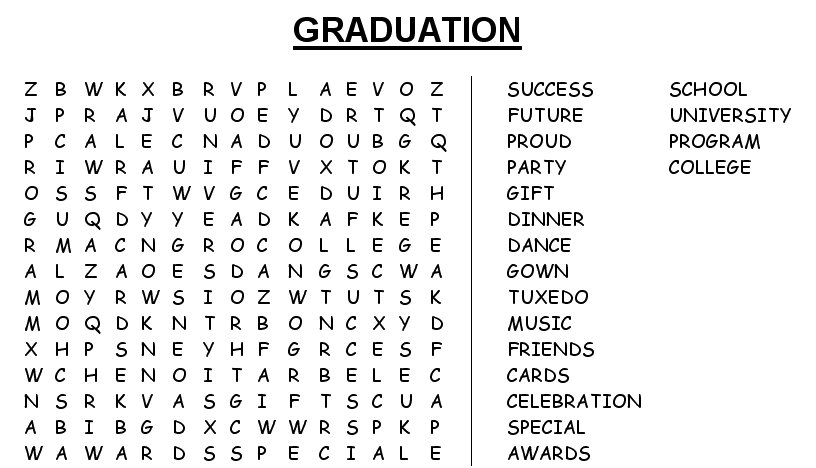 GRADUATION
Z B W K X B R V P L A E V O Z SUCCESS SCHOOL
J P R A J V U O E Y D R T Q T FUTURE UNIVERSITY
P C A L E C N A D U O U B G Q PROUD PROGRAM
R I W R A U I F F V X T O K T PARTY COLLEGE
O S S F T W V G C E D U I R H GIFT
G U Q D Y Y E A D K A F K E P DINNER
R M A C N G R O C O L L E G E DANCE
A L Z A O E S D A N G S C W A GOWN
M O Y R W S I O Z W T U T S K TUXEDO
M O Q D K N T R B O N C X Y D MUSIC
X H P S N E Y H F G R C E S F FRIENDS
W C H E N O I T A R B E L E C CARDS
N S R K V A S G I F T S C U A CELEBRATION
A B I B G D X C W W R S P K P SPECIAL
W A W A R D S S P E C I A L E AWARDS